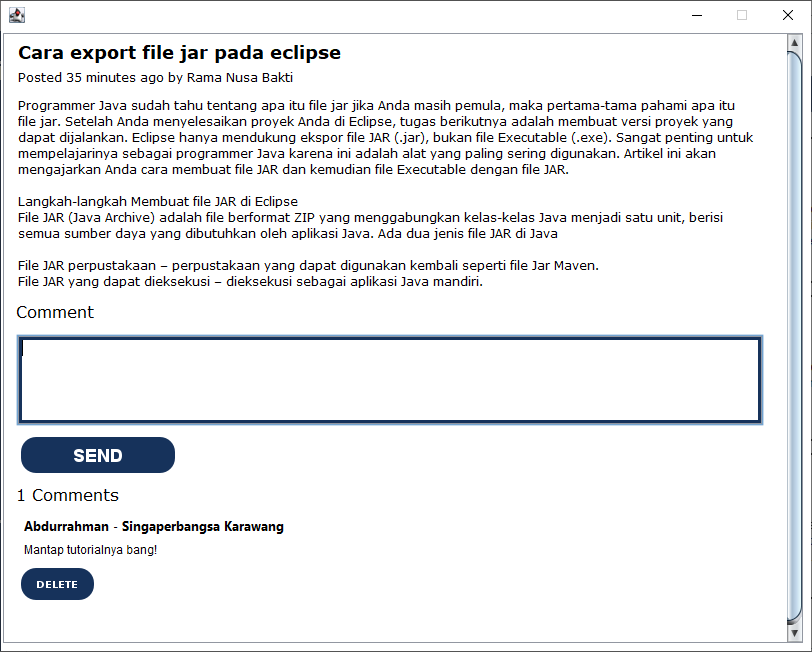 Cara export file jar pada eclipse
Posted 35 minutes ago by Rama Nusa Bakti
Programmer Java sudah tahu tentang apa itu file jar jika Anda masih pemula, maka pertama-tama pahami apa itu
file jar. Setelah Anda menyelesaikan proyek Anda di Eclipse, tugas berikutnya adalah membuat versi proyek yang
dapat dijalankan. Eclipse hanya mendukung ekspor file JAR (.jar), bukan file Executable (.exe). Sangat penting untuk
mempelajarinya sebagai programmer Java karena ini adalah alat yang paling sering digunakan. Artikel ini akan
mengajarkan Anda cara membuat file JAR dan kemudian file Executable dengan file JAR.
Langkah-langkah Membuat file JAR di Eclipse
File JAR (Java Archive) adalah file berformat ZIP yang menggabungkan kelas-kelas Java menjadi satu unit, berisi
semua sumber daya yang dibutuhkan oleh aplikasi Java. Ada dua jenis file JAR di Java
File JAR perpustakaan – perpustakaan yang dapat digunakan kembali seperti file Jar Maven.
File JAR yang dapat dieksekusi – dieksekusi sebagai aplikasi Java mandiri.
Comment
SEND
1 Comments
Abdurrahman - Singaperbangsa Karawang
Mantap tutorialnya bang!
DELETE